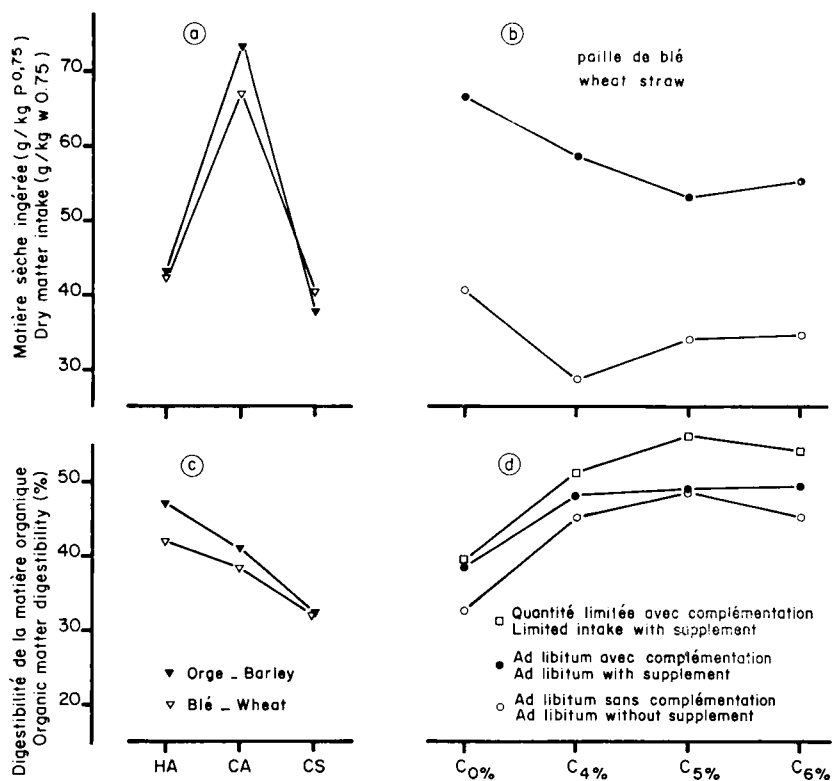 Matière sèche ingérée (g/kg P^0,75)
Dry matter intake (g/kg w 0.75)
70
60
50
40
30
a
b
paille de blé
wheat straw
Digestibilité de la matière organique
Organic matter digestibility (%)
50
40
30
20
c
d
▼ Orge _ Barley
▽ Blé _ Wheat
□ Quantité limitée avec complémentation
Limited intake with supplement
● Ad libitum avec complémentation
Ad libitum with supplement
○ Ad libitum sans complémentation
Ad libitum without supplement
HA CA CS
C0% C4% C5% C6%